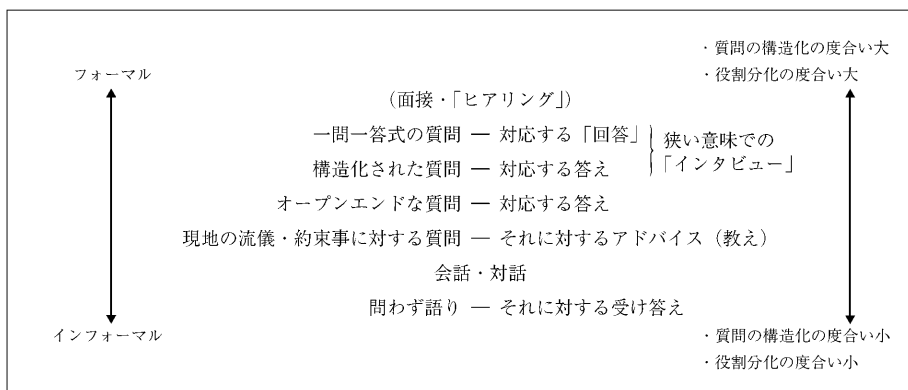 ・質問の構造化の度合い大
フォーマル
・役割分化の度合い大
（面接・「ヒアリング」）
一問一答式の質問 ― 対応する「回答」
狭い意味での
構造化された質問 ― 対応する答え
「インタビュー」
オープンエンドな質問 ― 対応する答え
現地の流儀・約束事に対する質問 ― それに対するアドバイス（教え）
会話・対話
問わず語り ― それに対する受け答え
インフォーマル
・質問の構造化の度合い小
・役割分化の度合い小